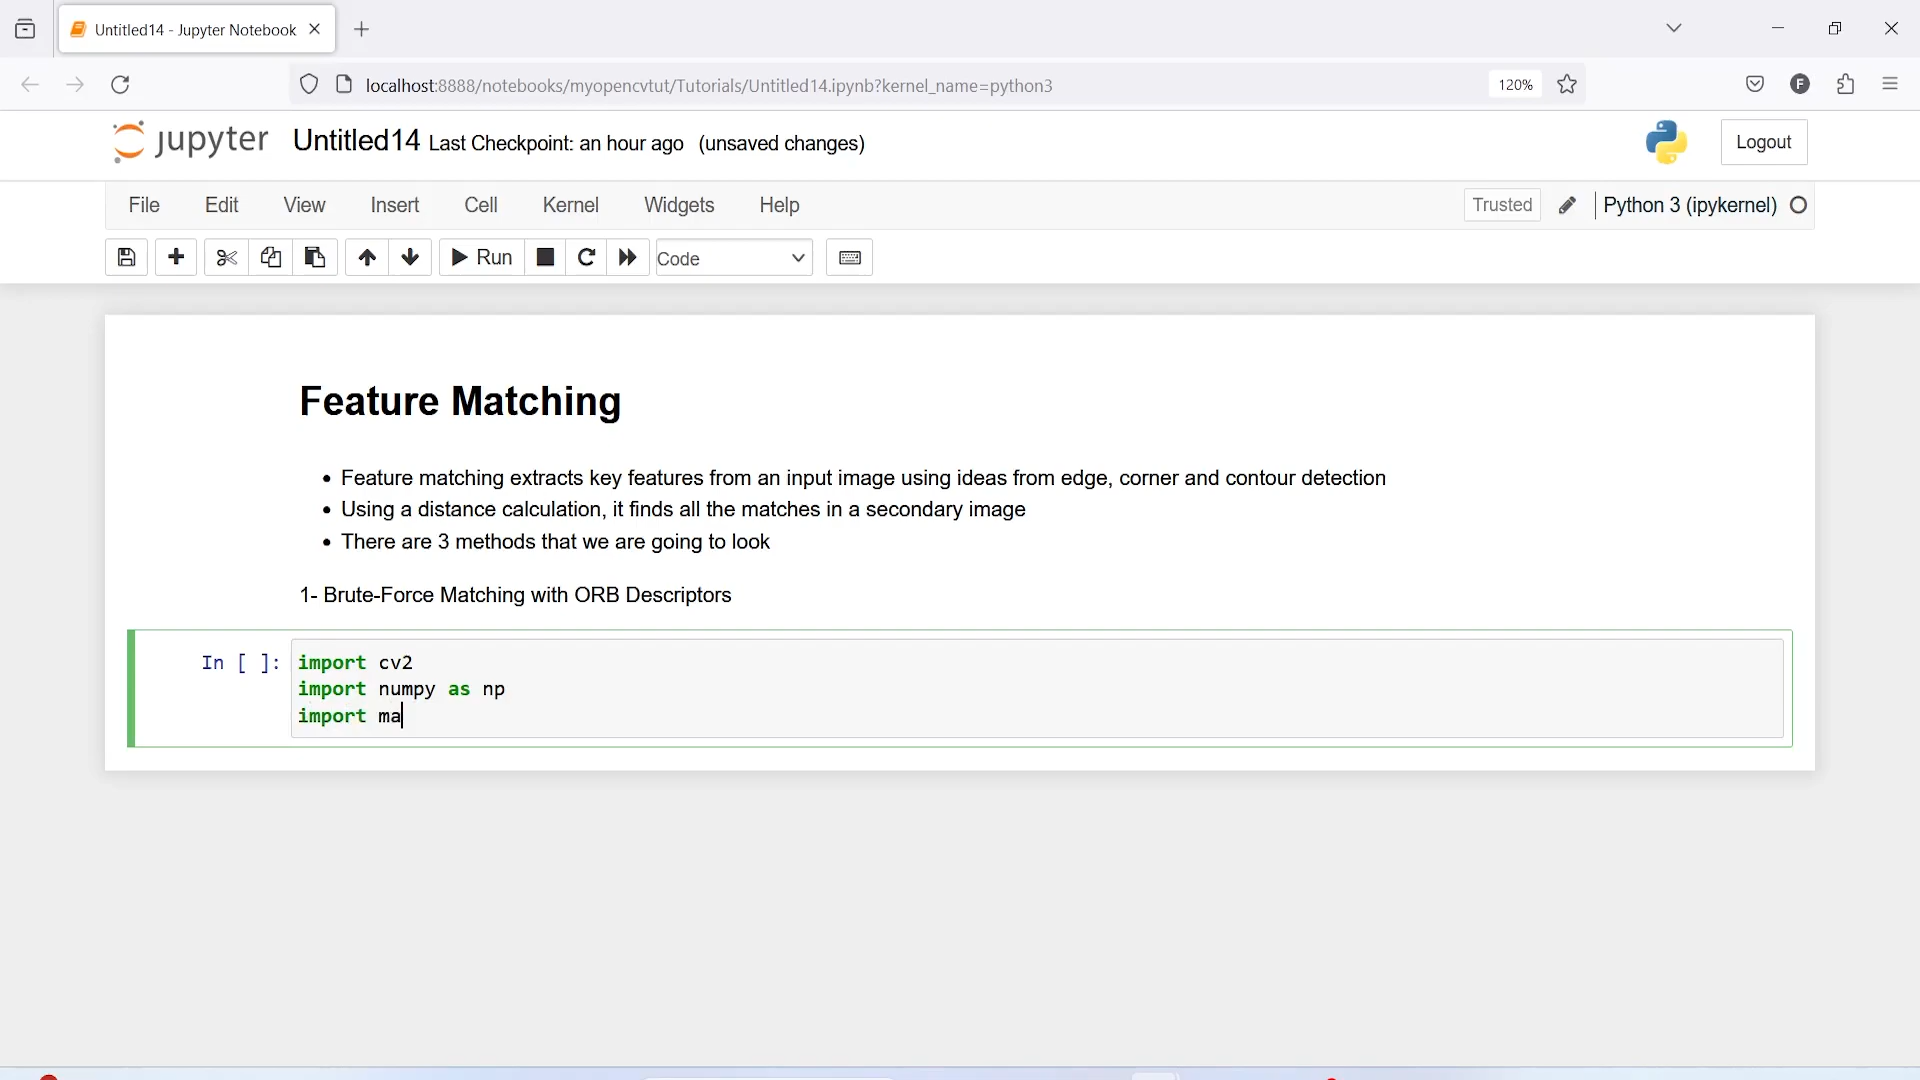 Untitled14 - Jupyter Notebook
localhost:8888/notebooks/myopencvtut/Tutorials/Untitled14.ipynb?kernel_name=python3
120%
F
jupyter Untitled14 Last Checkpoint: an hour ago (unsaved changes)
Logout
File Edit View Insert Cell Kernel Widgets Help
Trusted
Python 3 (ipykernel)
Run
Code
Feature Matching
• Feature matching extracts key features from an input image using ideas from edge, corner and contour detection
• Using a distance calculation, it finds all the matches in a secondary image
• There are 3 methods that we are going to look
1- Brute-Force Matching with ORB Descriptors
In [ ]:
import cv2
import numpy as np
import ma